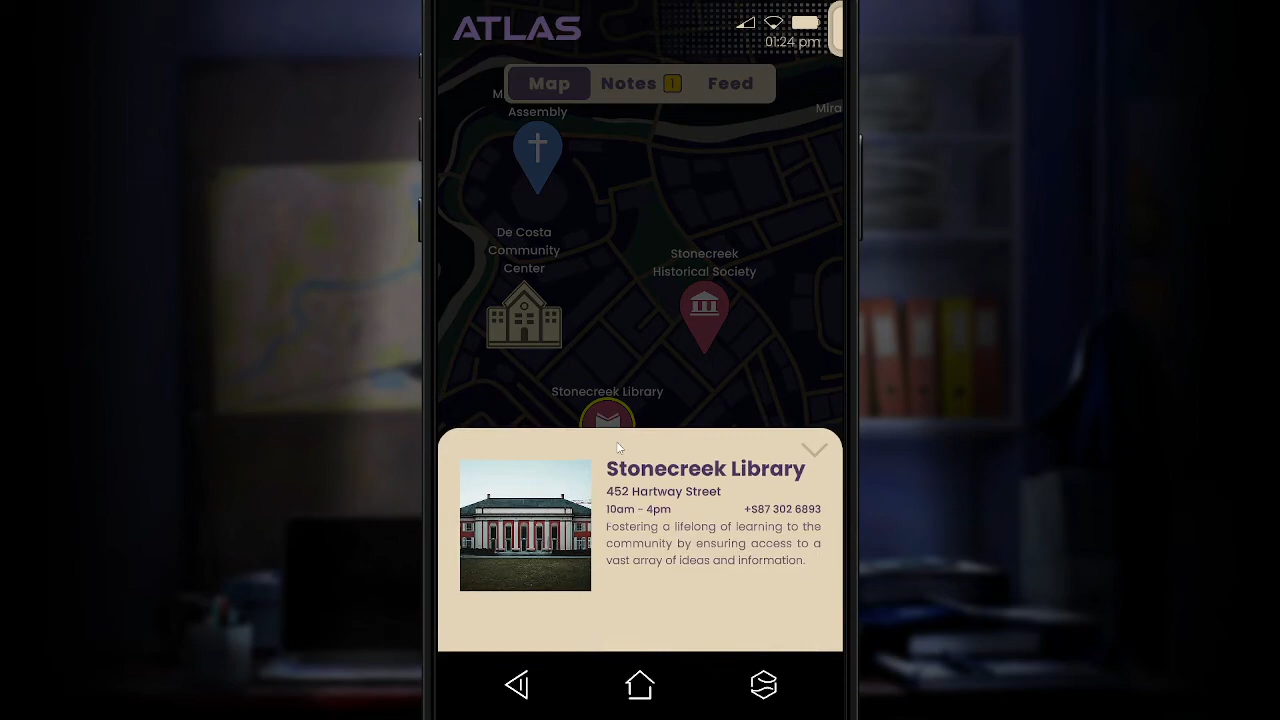 ATLAS
01:24 pm
Map
Notes 1
Feed
M
Assembly
Mira
De Costa
Community
Center
Stonecreek
Historical Society
Stonecreek Library
Stonecreek Library
452 Hartway Street
10am - 4pm
+S87 302 6893
Fostering a lifelong of learning to the
community by ensuring access to a
vast array of ideas and information.